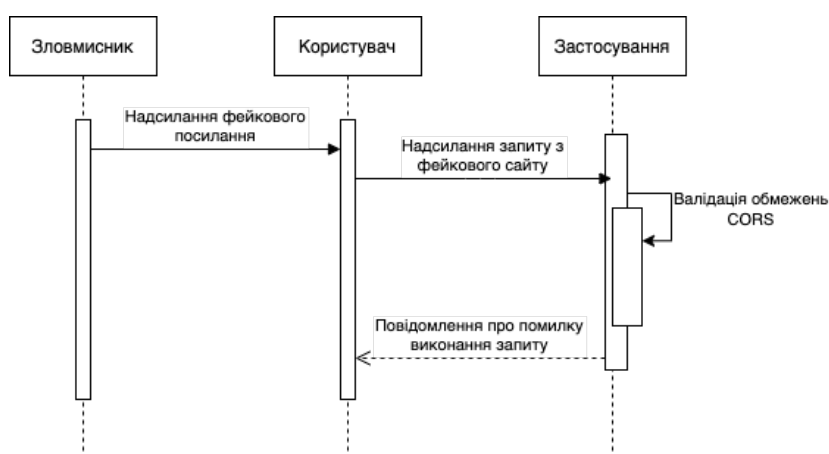 Зловмисник
Користувач
Застосування
Надсилання фейкового
посилання
Надсилання запиту з
фейкового сайту
Валідація обмежень
CORS
Повідомлення про помилку
виконання запиту